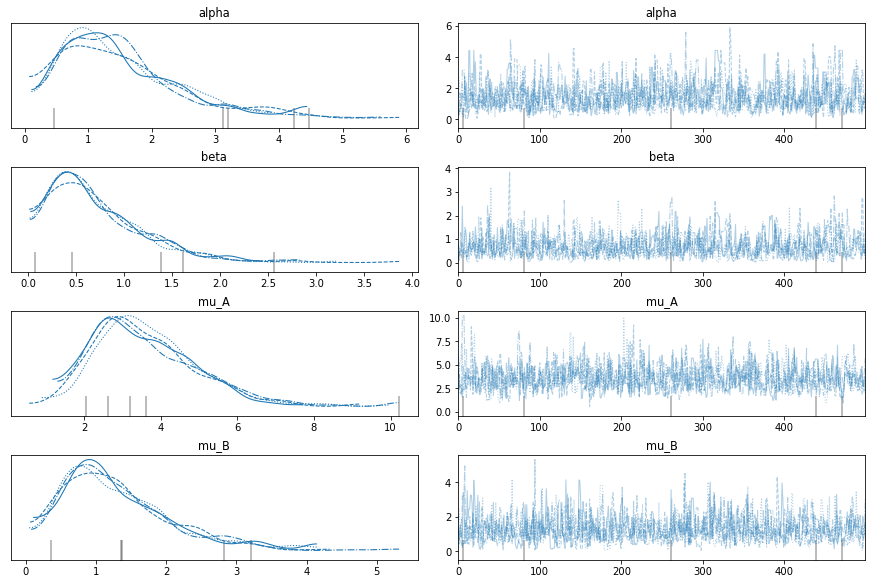 alpha
alpha
0 1 2 3 4 5 6
0 2 4 6
0 100 200 300 400
beta
beta
0.0 0.5 1.0 1.5 2.0 2.5 3.0 3.5 4.0
0 1 2 3 4
0 100 200 300 400
mu_A
mu_A
2 4 6 8 10
0.0 2.5 5.0 7.5 10.0
0 100 200 300 400
mu_B
mu_B
0 1 2 3 4 5
0 2 4
0 100 200 300 400